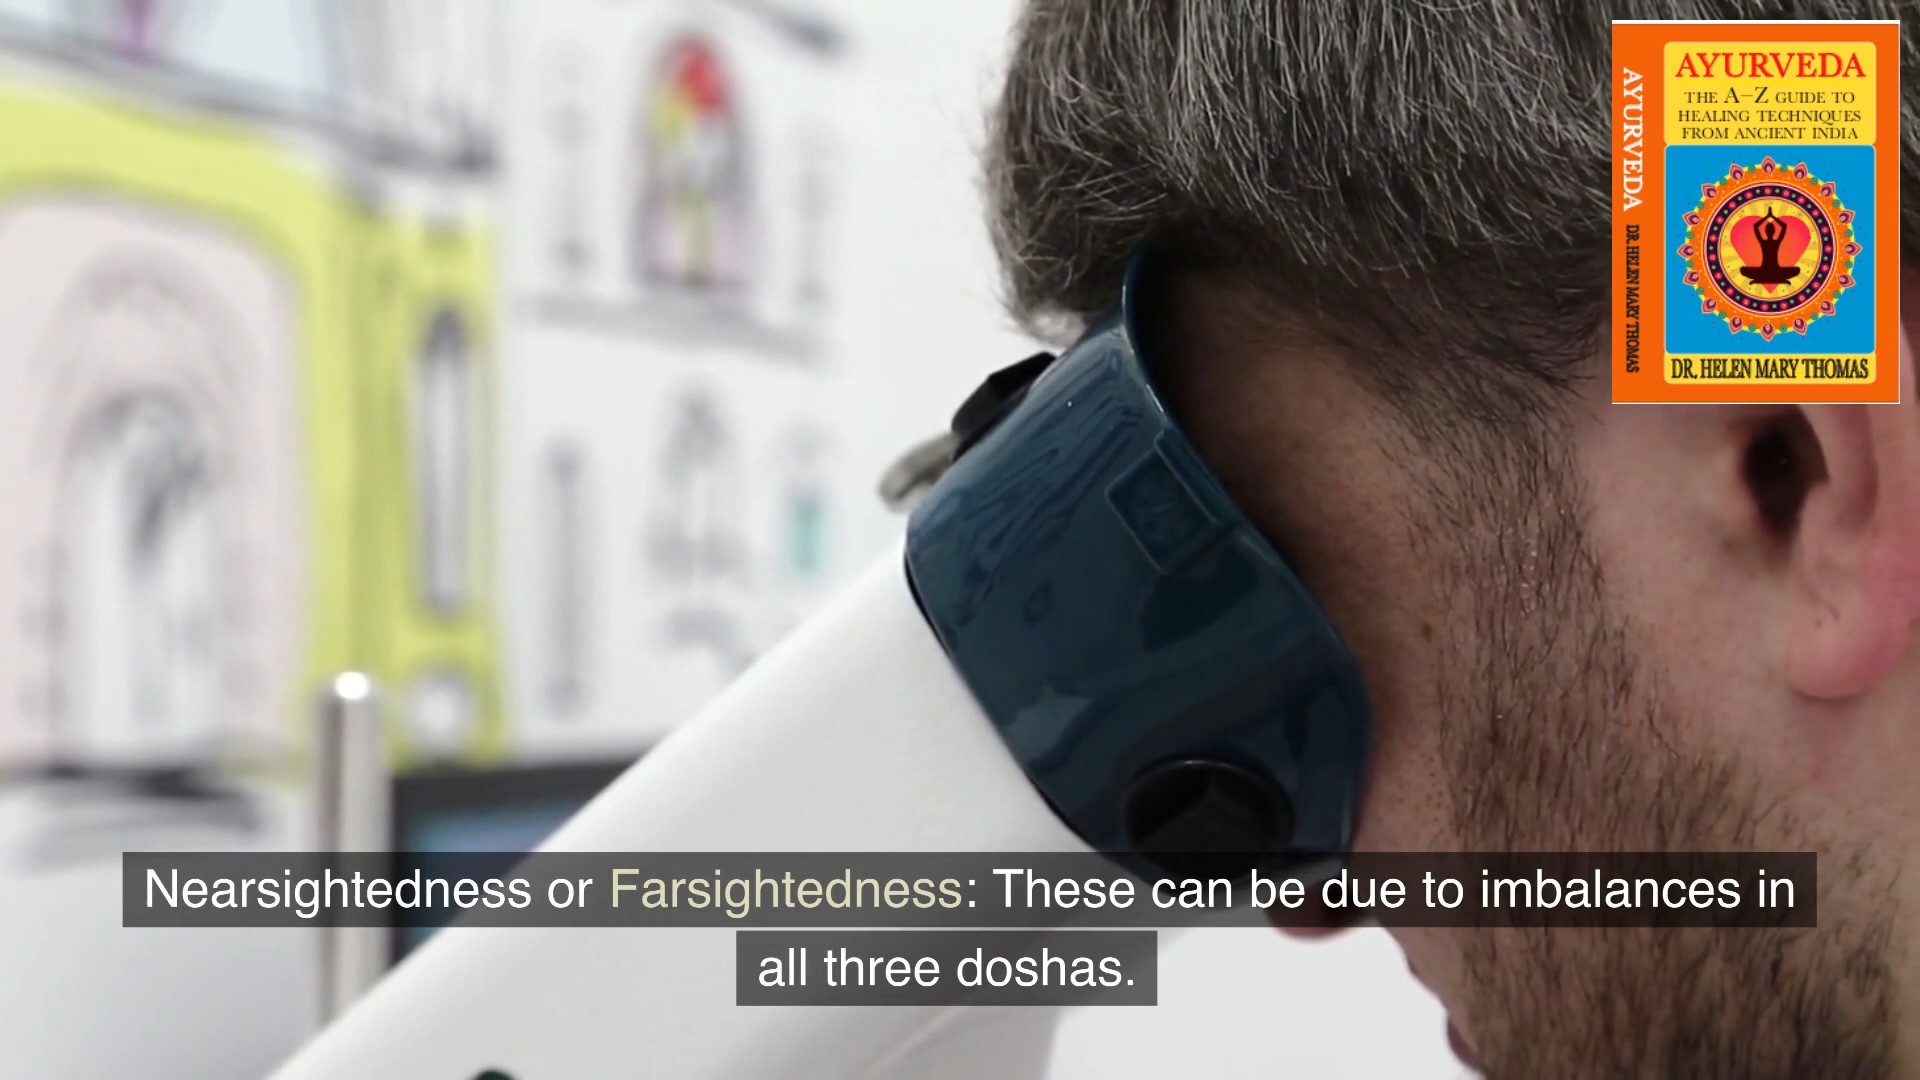 AYURVEDA
DR. HELEN MARY THOMAS
AYURVEDA
THE A–Z GUIDE TO
HEALING TECHNIQUES
FROM ANCIENT INDIA
DR. HELEN MARY THOMAS
Nearsightedness or Farsightedness: These can be due to imbalances in
all three doshas.